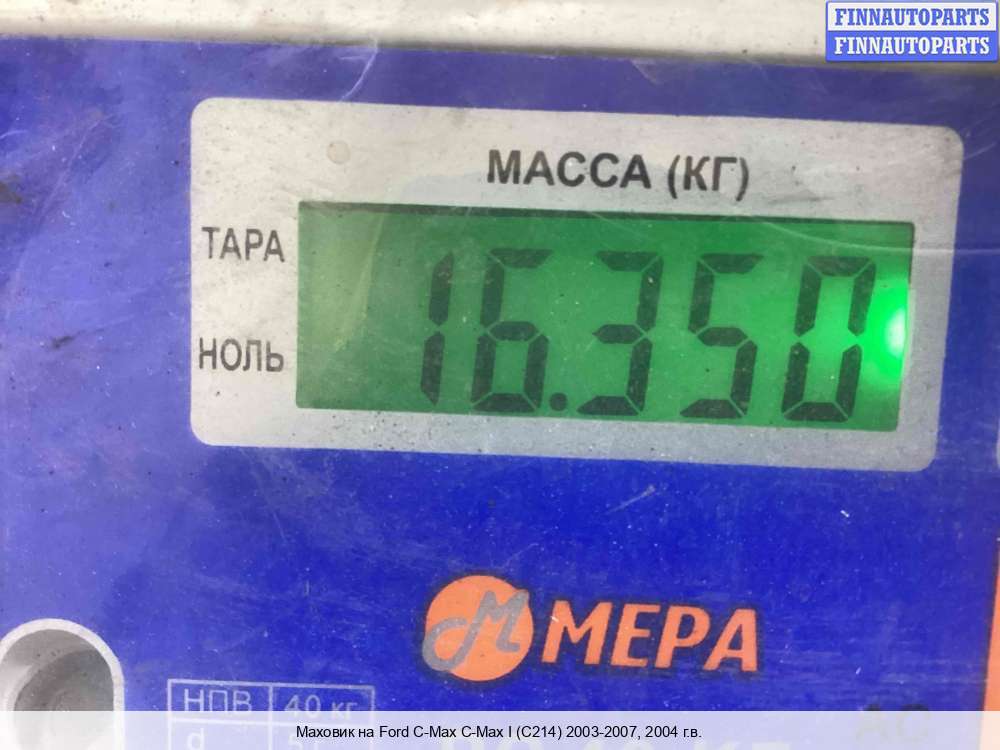 FINNAUTOPARTS
FINNAUTOPARTS
МАССА (КГ)
ТАРА
16.350
НОЛЬ
М МЕРА
НПВ 40 кг
d
АС
Маховик на Ford C-Max C-Max I (C214) 2003-2007, 2004 г.в.